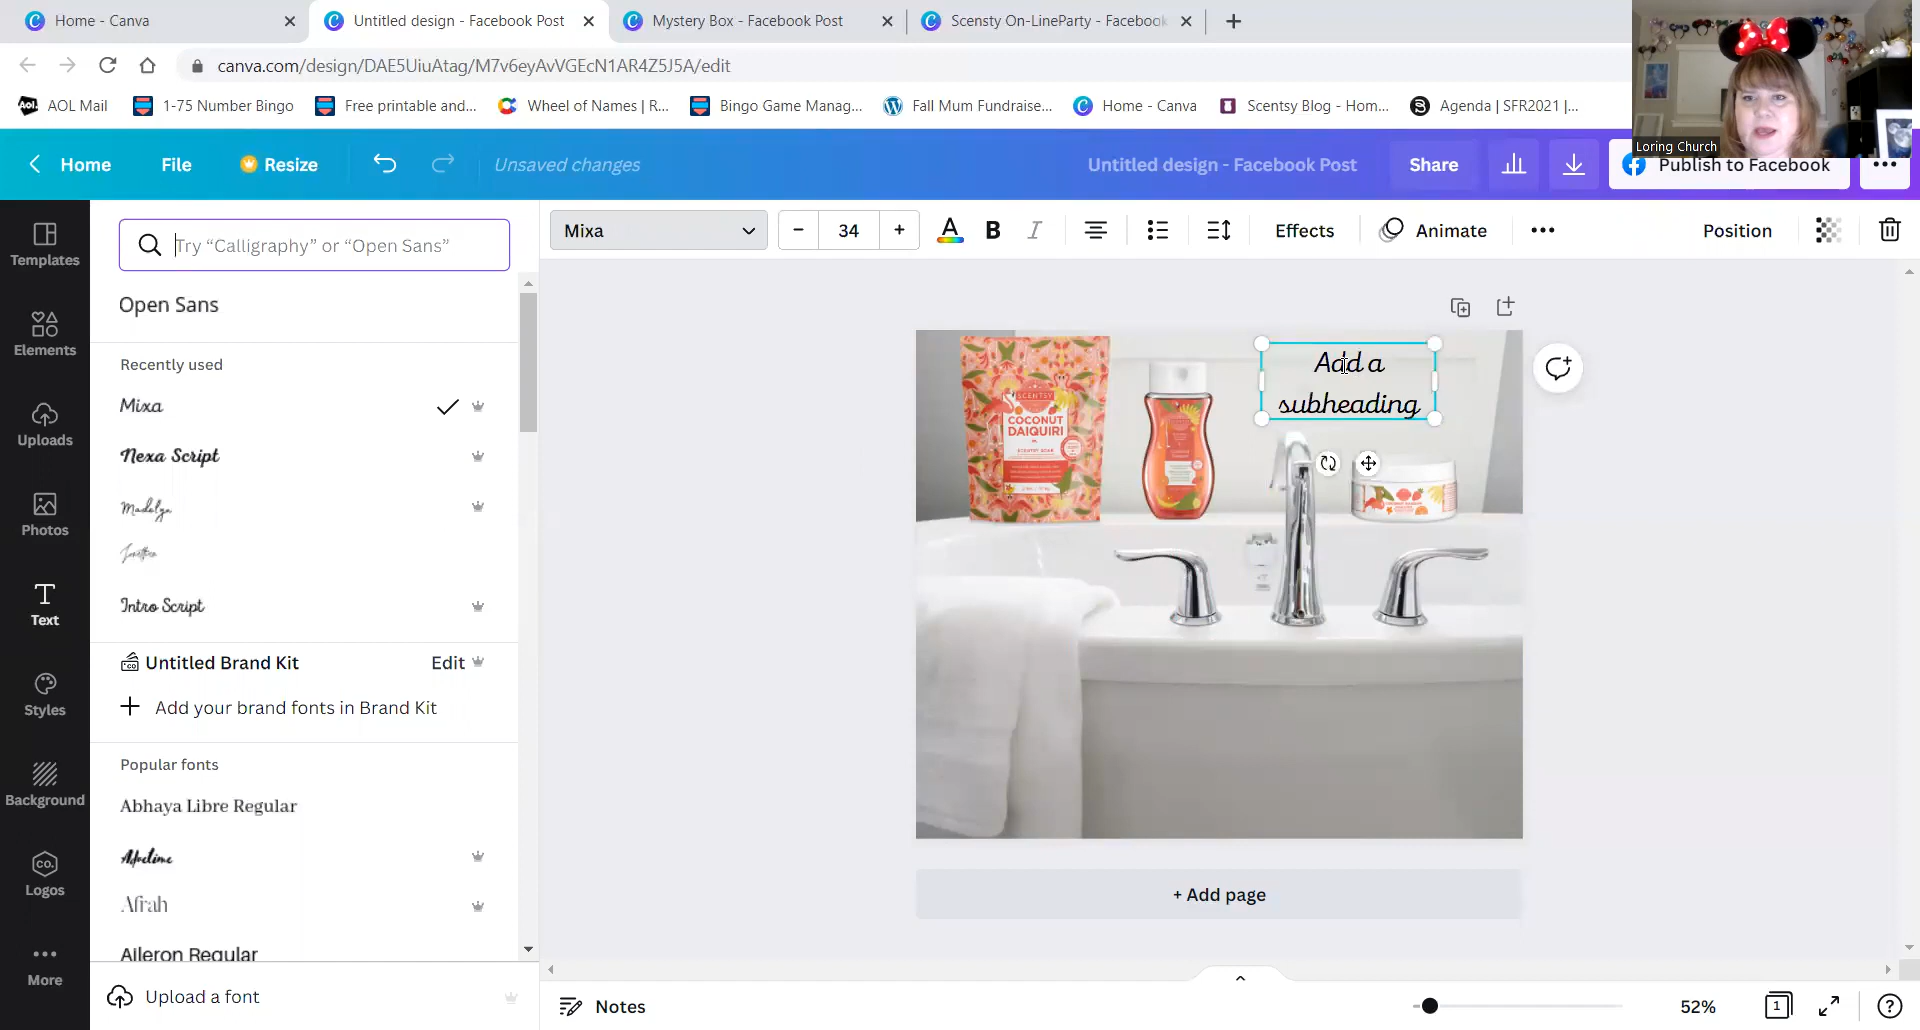 Home - Canva
Untitled design - Facebook Post
Mystery Box - Facebook Post
Scensty On-LineParty - Facebook
canva.com/design/DAE5UiuAtag/M7v6eyAvVGEcN1AR4Z5J5A/edit
Aol.
AOL Mail
1-75 Number Bingo
Free printable and...
Wheel of Names | R...
Bingo Game Manag...
Fall Mum Fundraise...
Home - Canva
Scentsy Blog - Hom...
Agenda | SFR2021 |...
Loring Church
Home
File
Resize
Unsaved changes
Untitled design - Facebook Post
Share
Publish to Facebook
Templates
Elements
Uploads
Photos
Text
Styles
Background
CO.
Logos
More
Try “Calligraphy” or “Open Sans”
Open Sans
Recently used
Mixa
Nexa Script
Madelyn
Intro Script
Untitled Brand Kit
Edit
Add your brand fonts in Brand Kit
Popular fonts
Abhaya Libre Regular
Afrah
Aileron Regular
Upload a font
Mixa
34
A
B
I
Effects
Animate
Position
Add a
subheading
SCENTSY
COCONUT
DAIQUIRI
+ Add page
Notes
52%
1